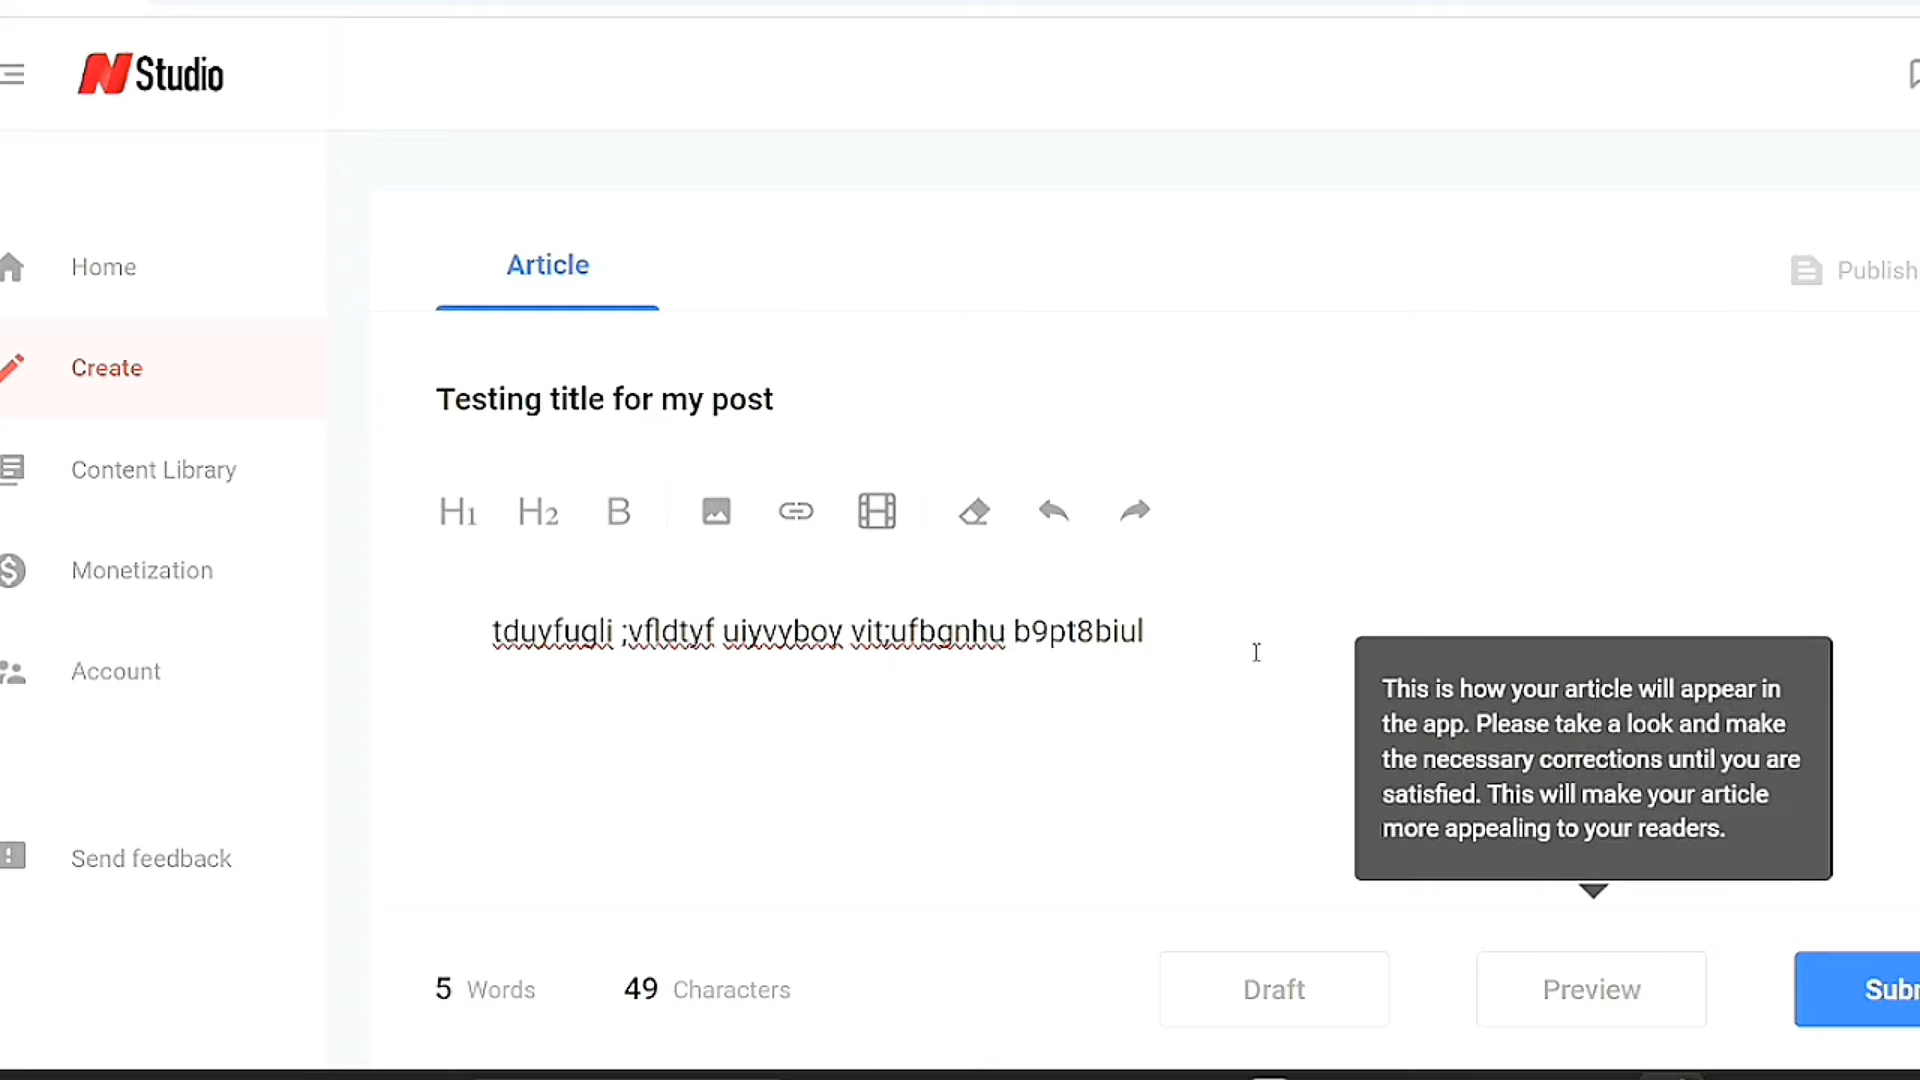 N Studio
Home
Create
Content Library
Monetization
Account
Send feedback
Article
Publish
Testing title for my post
H1 H2 B
tduyfugli ;vfldtyf uiyvyboy vit;ufbgnhu b9pt8biul
This is how your article will appear in
the app. Please take a look and make
the necessary corrections until you are
satisfied. This will make your article
more appealing to your readers.
5 Words 49 Characters
Draft
Preview